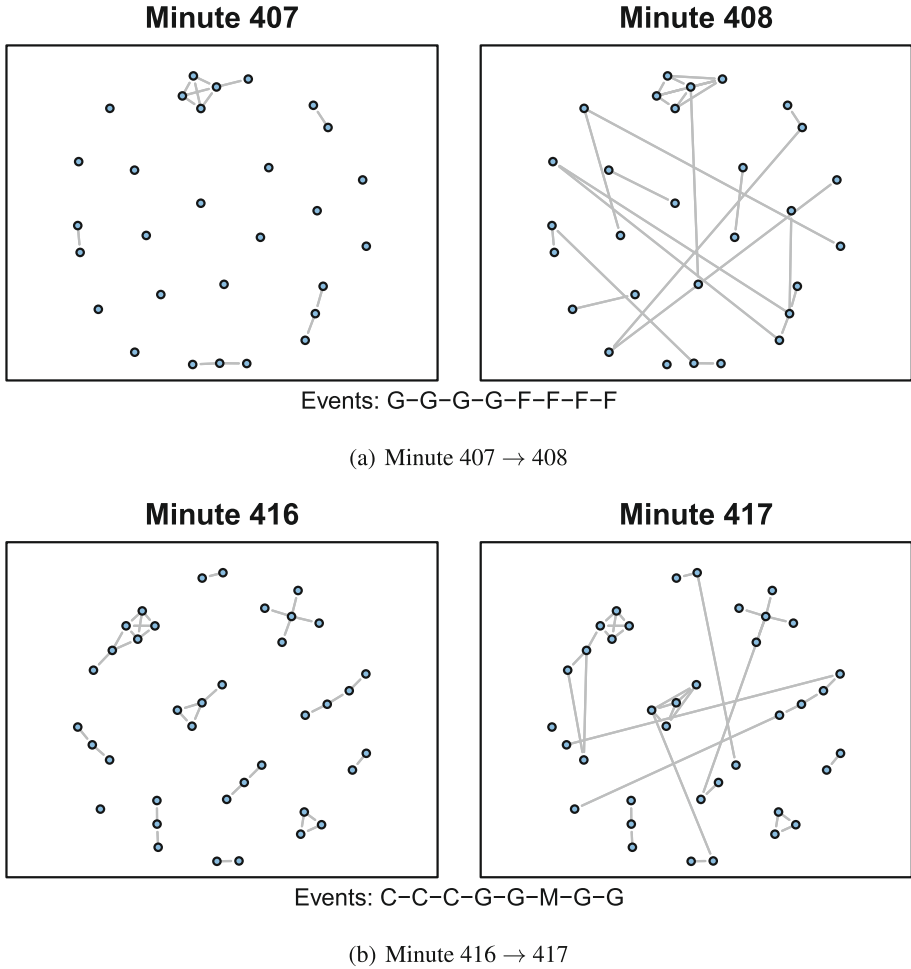 Minute 407 Minute 408
Events: G−G−G−G−F−F−F−F
(a) Minute 407 → 408
Minute 416 Minute 417
Events: C−C−C−G−G−M−G−G
(b) Minute 416 → 417